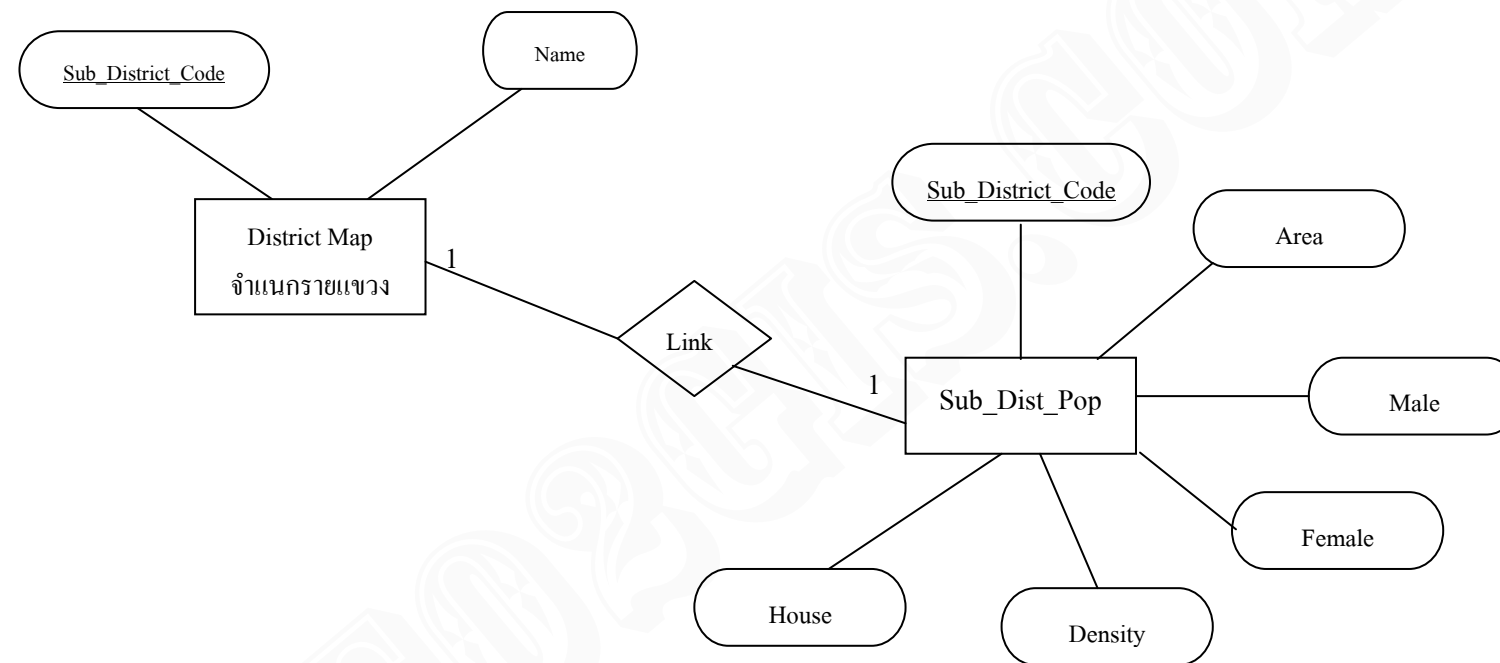 Sub_District_Code
Name
District Map
จำแนกรายแขวง
1
Link
1
Sub_District_Code
Area
Sub_Dist_Pop
Male
Female
House
Density